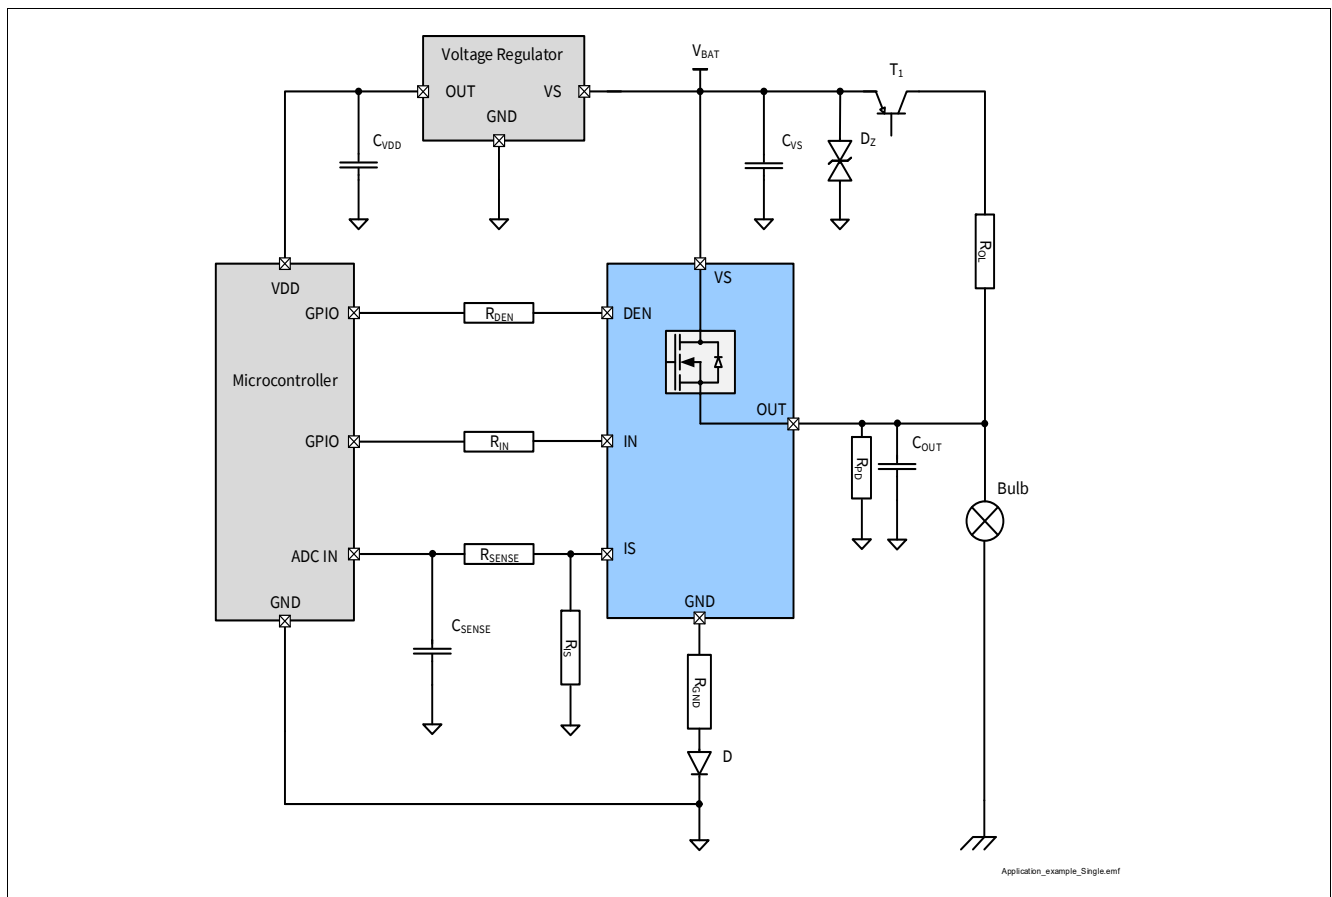 Voltage Regulator
OUT
VS
GND
VBAT
T1
CVDD
CVS
DZ
ROL
VDD
GPIO
RDEN
DEN
VS
Microcontroller
OUT
GPIO
RIN
IN
RPD
COUT
Bulb
ADC IN
RSENSE
IS
GND
GND
CSENSE
RIS
RGND
D
Application_example_Single.emf